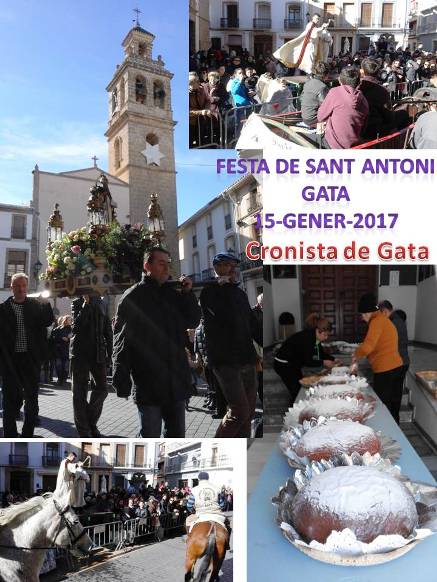 FESTA DE SANT ANTONI
GATA
15-GENER-2017
Cronista de Gata